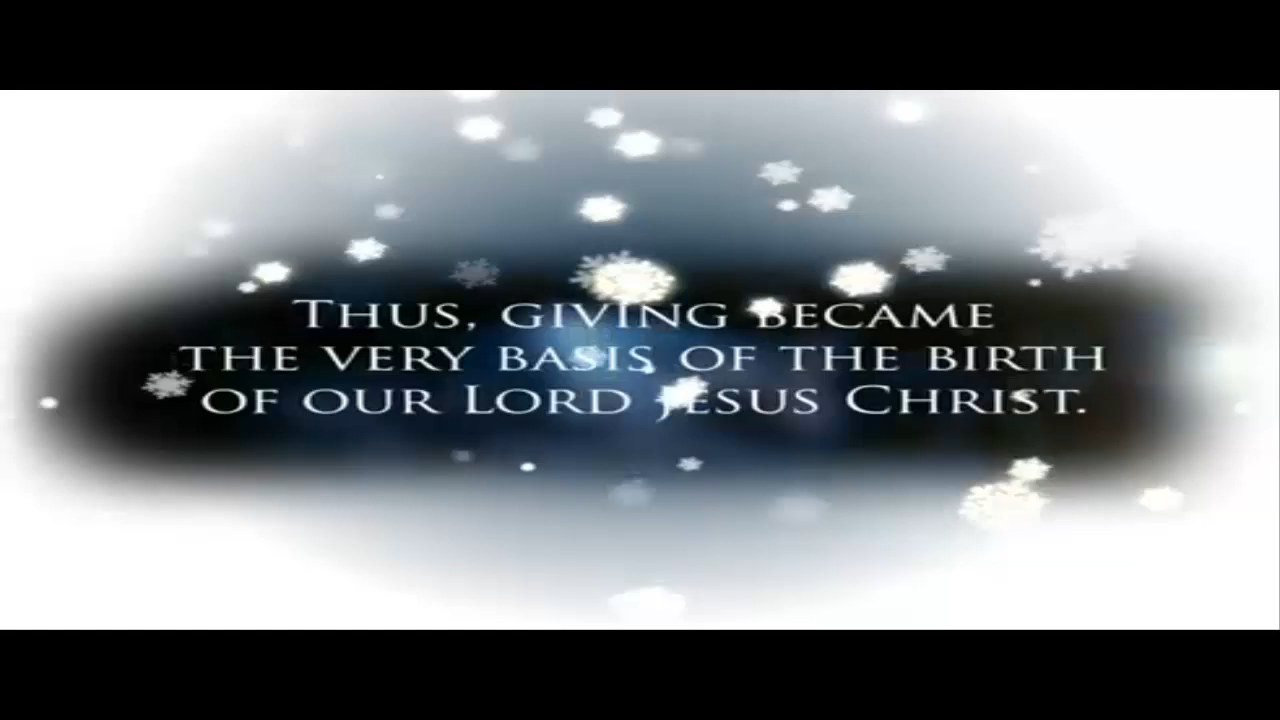 Thus, giving became
the very basis of the birth
of our Lord Jesus Christ.